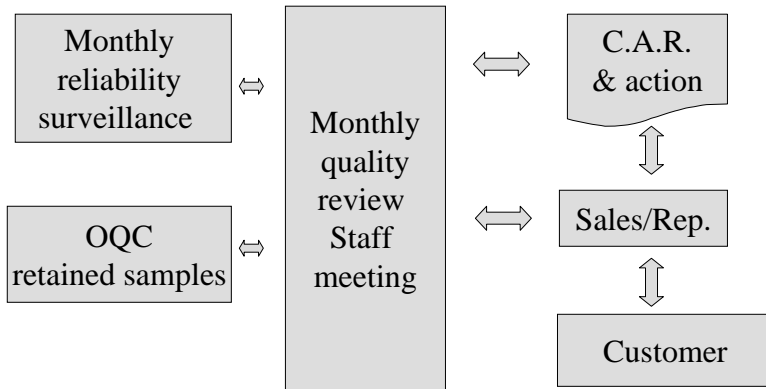 Monthly
reliability
surveillance
OQC
retained samples
Monthly
quality
review
Staff
meeting
C.A.R.
& action
Sales/Rep.
Customer